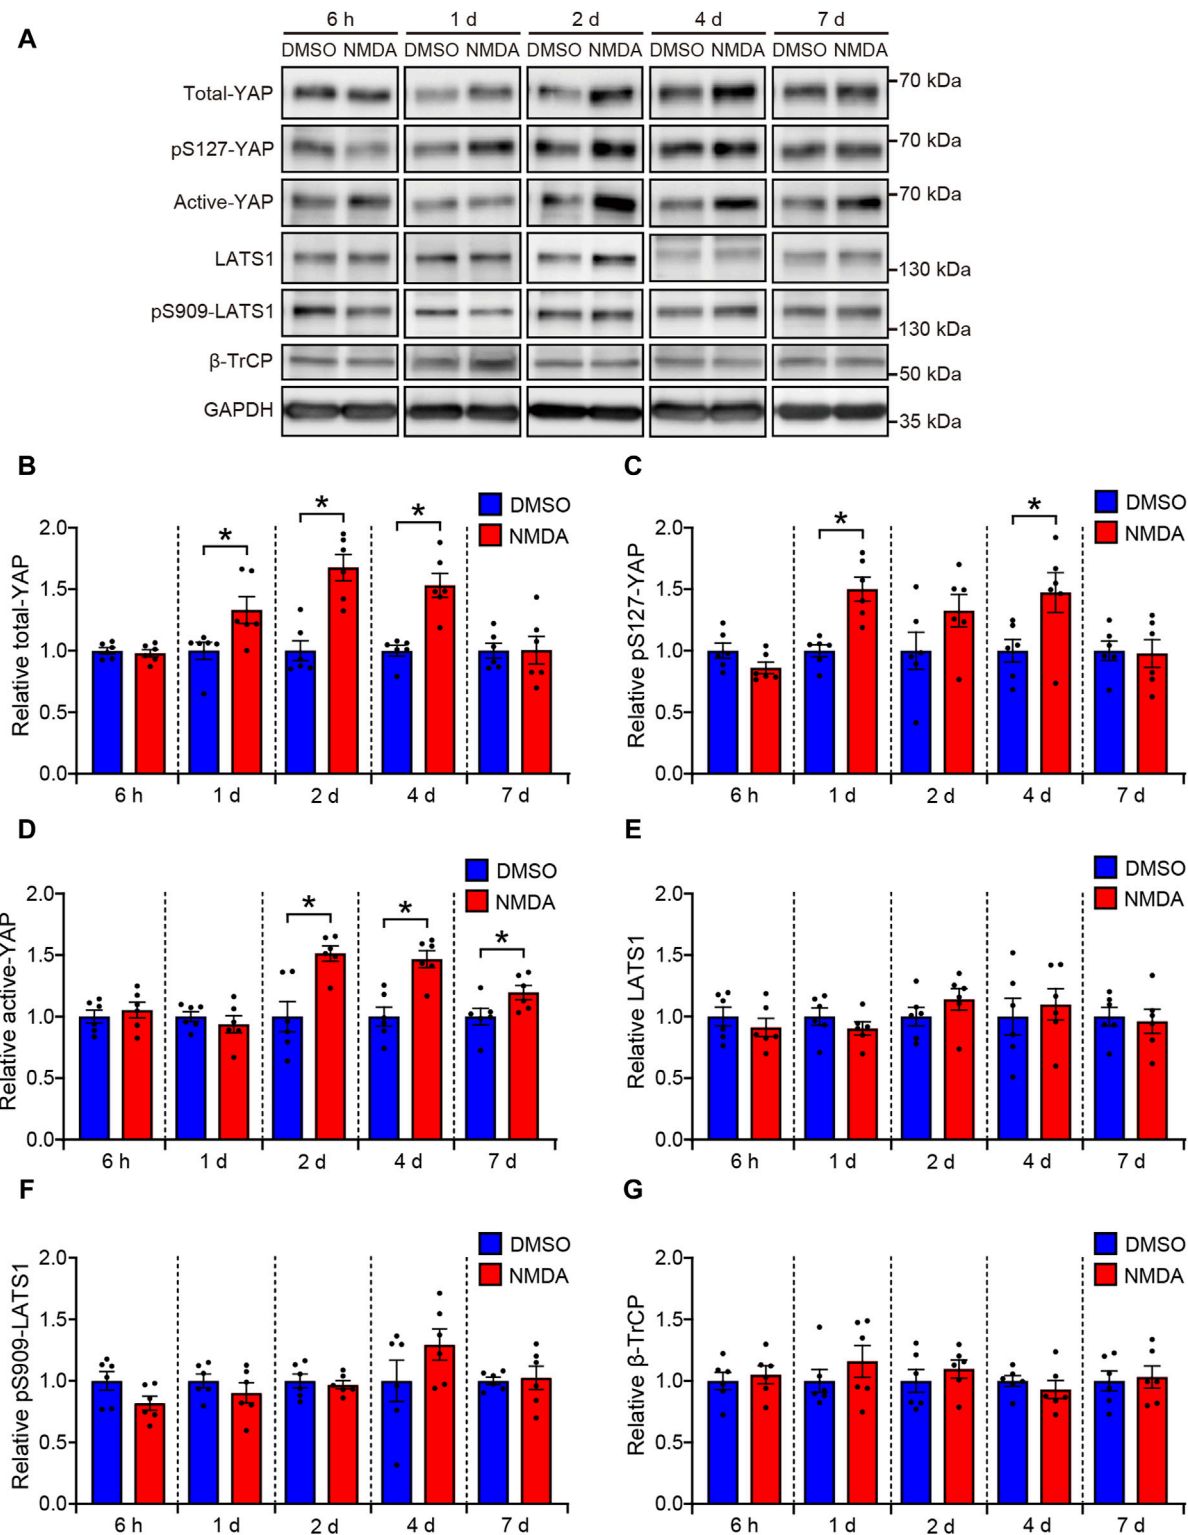 A
6 h 1 d 2 d 4 d 7 d
DMSO NMDA DMSO NMDA DMSO NMDA DMSO NMDA DMSO NMDA
Total-YAP 70 kDa
pS127-YAP 70 kDa
Active-YAP 70 kDa
LATS1 130 kDa
pS909-LATS1 130 kDa
β-TrCP 50 kDa
GAPDH 35 kDa
B
DMSO
NMDA
Relative total-YAP
2.0
1.5
1.0
0.5
0.0
* * *
6 h 1 d 2 d 4 d 7 d
C
DMSO
NMDA
Relative pS127-YAP
2.0
1.5
1.0
0.5
0.0
* *
6 h 1 d 2 d 4 d 7 d
D
DMSO
NMDA
Relative active-YAP
2.0
1.5
1.0
0.5
0.0
* * *
6 h 1 d 2 d 4 d 7 d
E
DMSO
NMDA
Relative LATS1
2.0
1.5
1.0
0.5
0.0
6 h 1 d 2 d 4 d 7 d
F
DMSO
NMDA
Relative pS909-LATS1
2.0
1.5
1.0
0.5
0.0
6 h 1 d 2 d 4 d 7 d
G
DMSO
NMDA
Relative β-TrCP
2.0
1.5
1.0
0.5
0.0
6 h 1 d 2 d 4 d 7 d